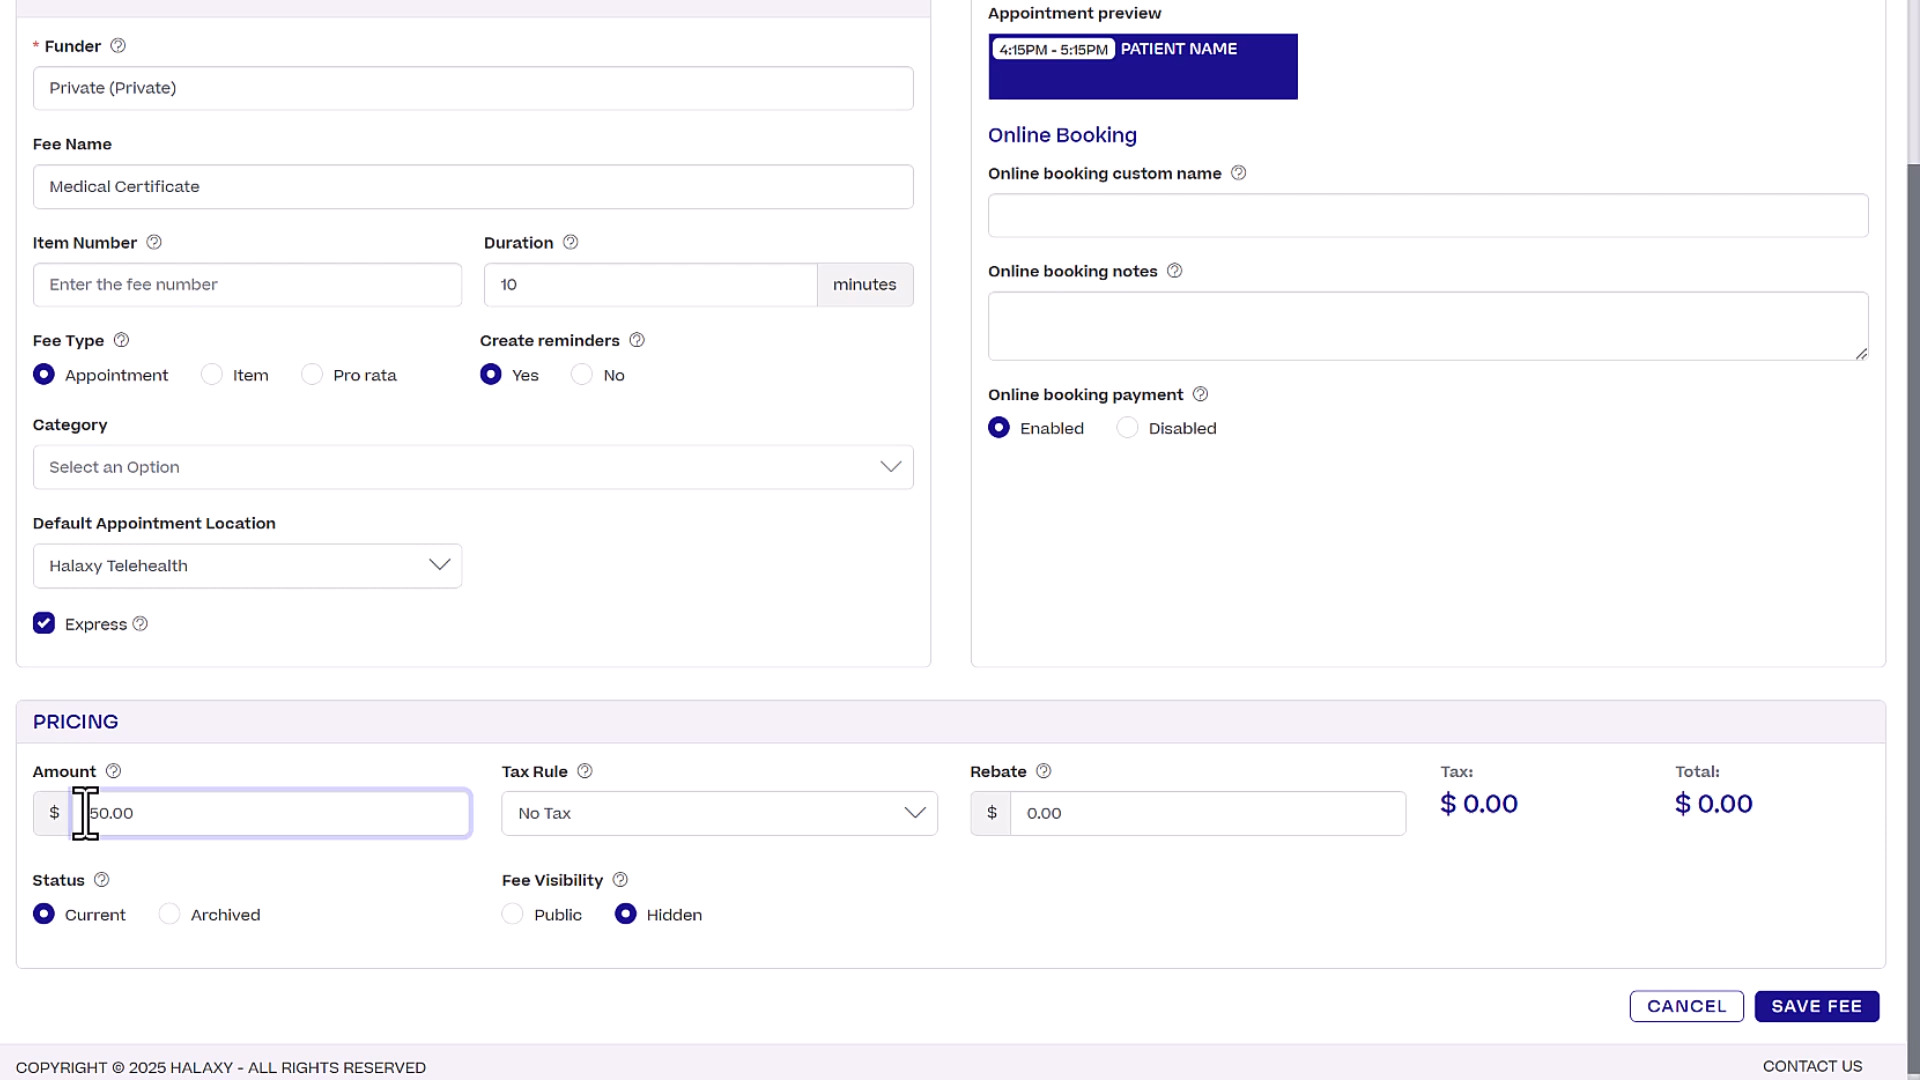 * Funder
Private (Private)
Fee Name
Medical Certificate
Item Number
Enter the fee number
Duration
10
minutes
Fee Type
Appointment
Item
Pro rata
Create reminders
Yes
No
Category
Select an Option
Default Appointment Location
Halaxy Telehealth
Express
Appointment preview
4:15PM - 5:15PM PATIENT NAME
Online Booking
Online booking custom name
Online booking notes
Online booking payment
Enabled
Disabled
PRICING
Amount
$ 50.00
Tax Rule
No Tax
Rebate
$ 0.00
Tax:
$ 0.00
Total:
$ 0.00
Status
Current
Archived
Fee Visibility
Public
Hidden
CANCEL
SAVE FEE
COPYRIGHT © 2025 HALAXY - ALL RIGHTS RESERVED
CONTACT US